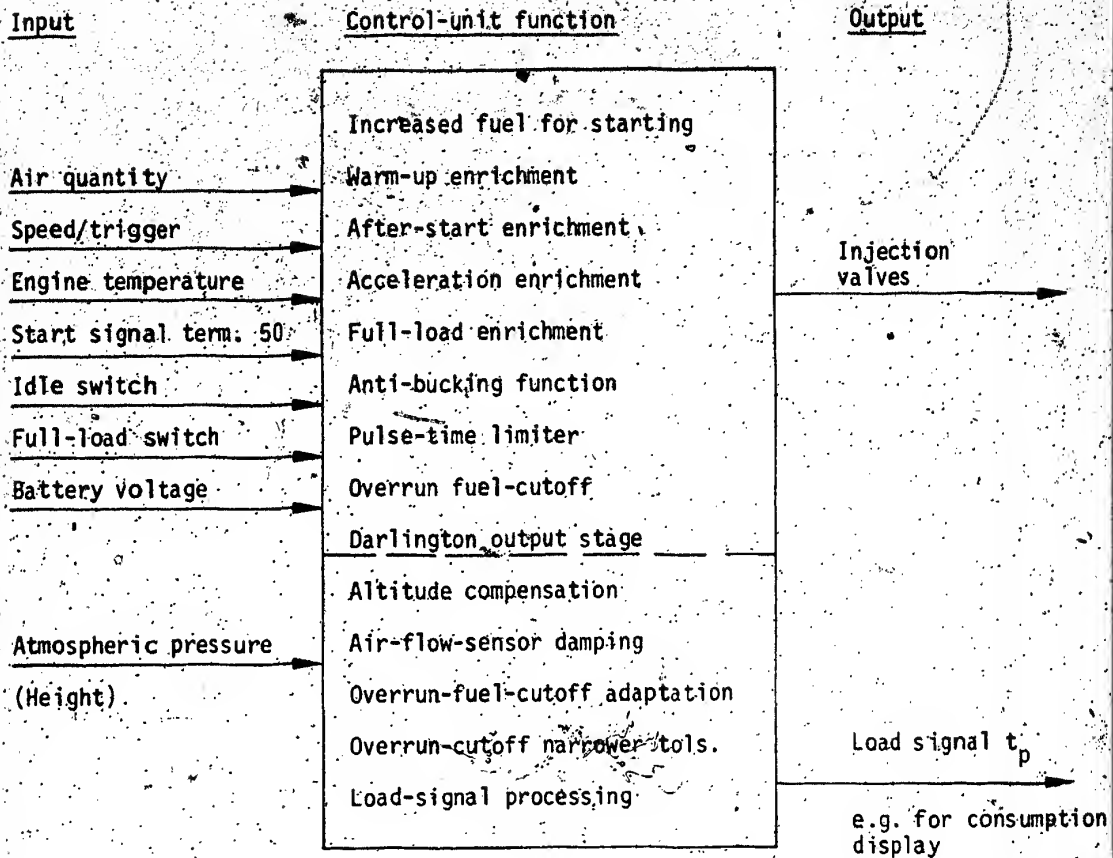 Input Control-unit function Output
Increased fuel for starting
Air quantity Warm-up enrichment
Speed/trigger After-start enrichment
Injection
Engine temperature Acceleration enrichment valves
Start signal term. 50 Full-load enrichment
Idle switch Anti-bucking function
Full-load switch Pulse-time limiter
Battery voltage Overrun fuel-cutoff
Darlington output stage
Altitude compensation
Atmospheric pressure Air-flow-sensor damping
(Height) Overrun-fuel-cutoff adaptation
Overrun-cutoff narrower tols. Load signal tp
Load-signal processing
e.g. for consumption
display